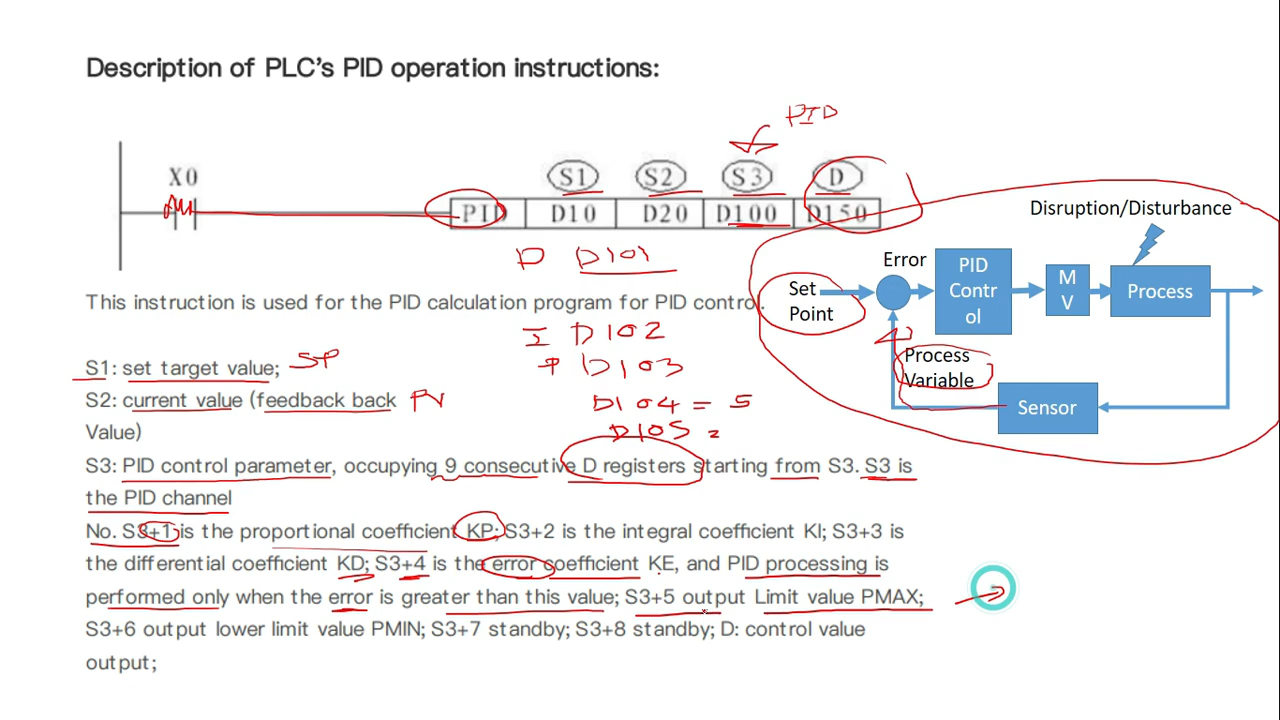 Description of PLC's PID operation instructions:
PID
X0
S1 S2 S3 D
PID D10 D20 D100 D150
D D101
This instruction is used for the PID calculation program for PID control.
I D102
D103
S1: set target value; SP
S2: current value (feedback back PV
Value)
D104 = 5
D105 =
S3: PID control parameter, occupying 9 consecutive D registers starting from S3. S3 is
the PID channel
No. S3+1 is the proportional coefficient KP; S3+2 is the integral coefficient KI; S3+3 is
the differential coefficient KD; S3+4 is the error coefficient KE, and PID processing is
performed only when the error is greater than this value; S3+5 output Limit value PMAX;
S3+6 output lower limit value PMIN; S3+7 standby; S3+8 standby; D: control value
output;
Disruption/Disturbance
Error
Set
Point
PID
Contr
ol
M
V
Process
Process
Variable
Sensor